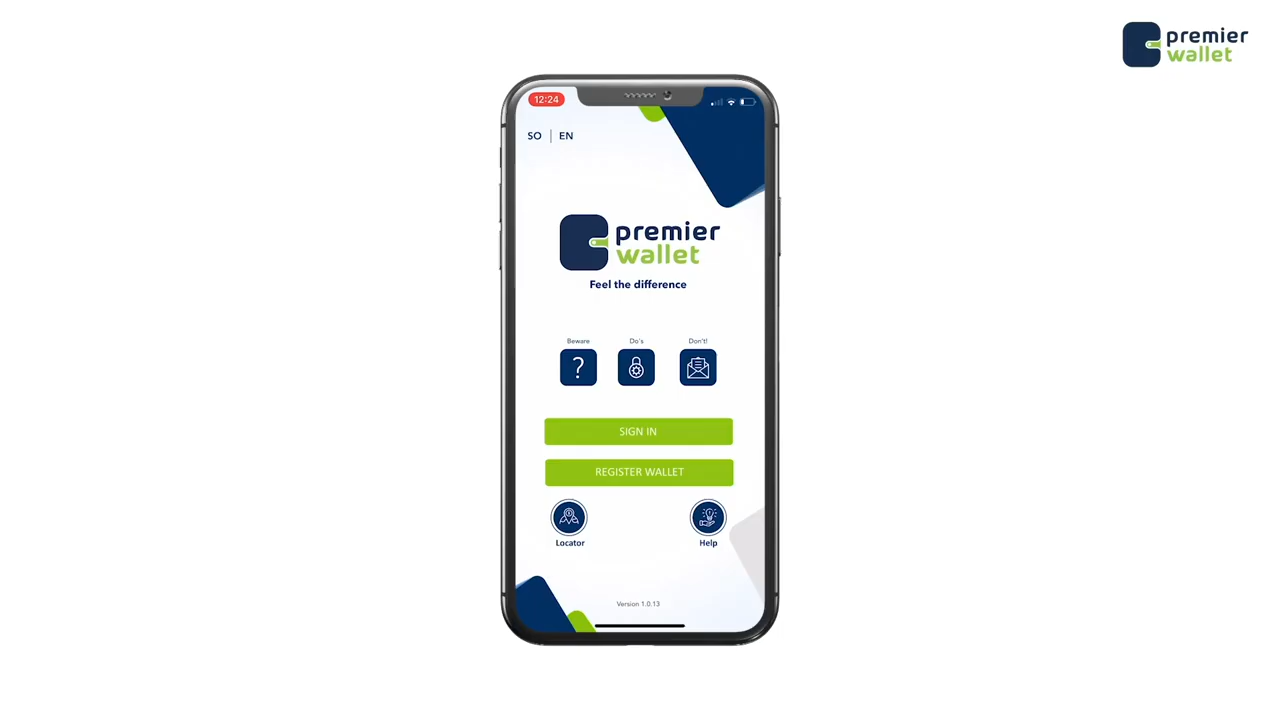 premier
wallet
12:24
SO | EN
premier
wallet
Feel the difference
Beware
Do's
Don't!
SIGN IN
REGISTER WALLET
Locator
Help
Version 1.0.13